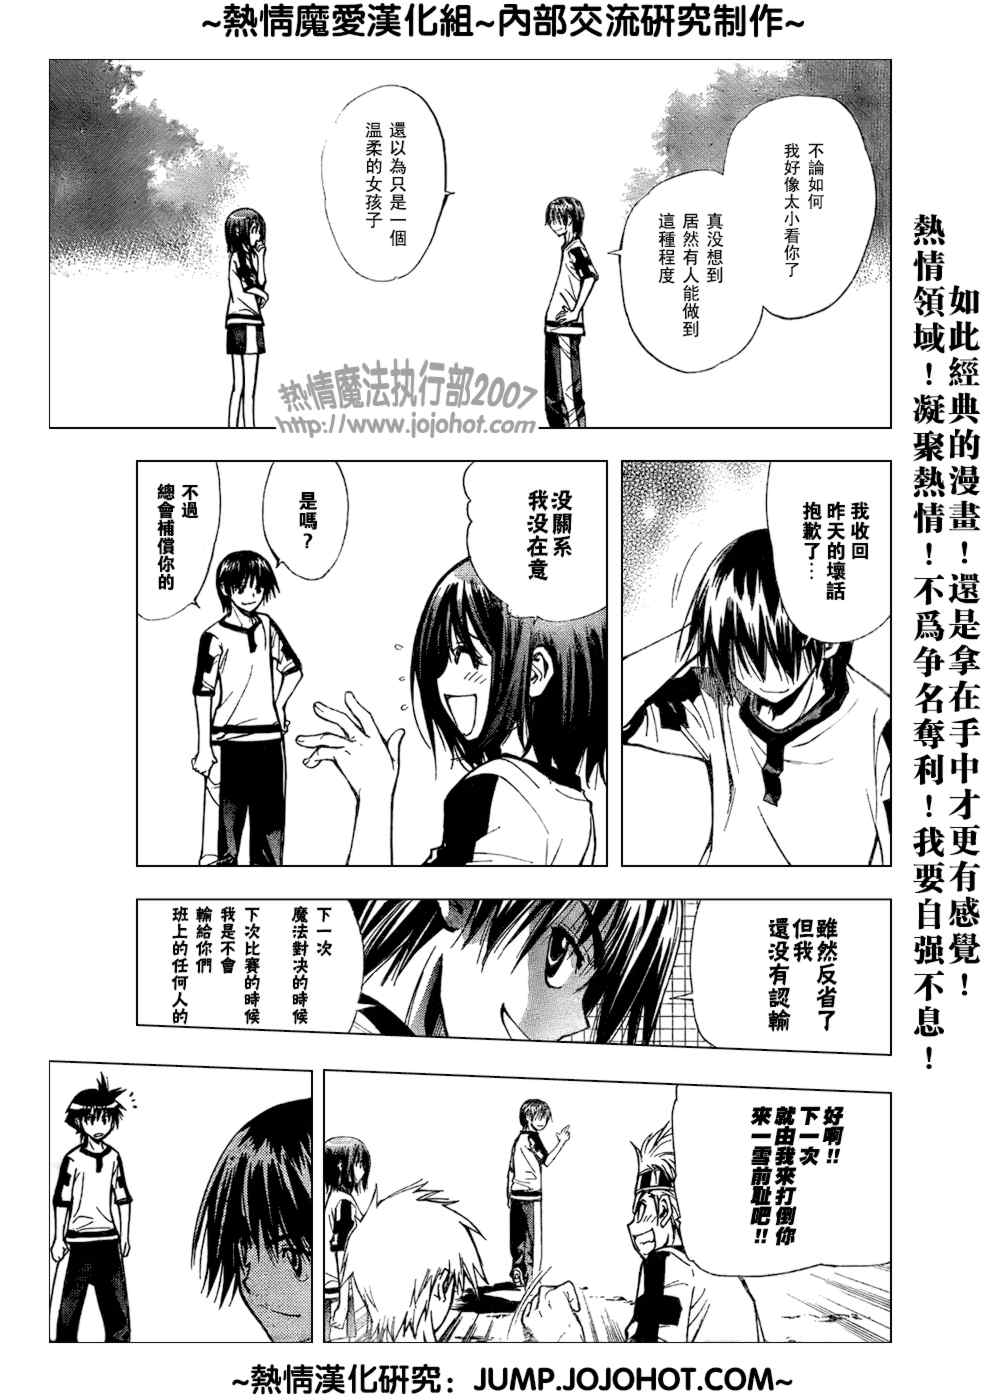 ~熱情魔愛漢化組~內部交流研究制作~
不論如何
我好像太小看你了
真没想到
居然有人能做到
這種程度
還以為只是一個
温柔的女孩子
熱情魔法执行部2007
http://www.jojohot.com
我收回
昨天的壞話
抱歉了…
没關系
我没在意
是嗎？
不過
總會補償你的
雖然反省了
但我
還没有認輸
下一次
魔法對决的時候
下次比賽的時候
我是不會
輸給你們
班上的任何人的
好啊!!
下一次
就由我來打倒你
來一雪前耻吧!!
如此經典的漫畫！還是拿在手中才更有感覺！
熱情領域！凝聚熱情！不爲争名奪利！我要自强不息！
~熱情漢化研究：JUMP.JOJOHOT.COM~